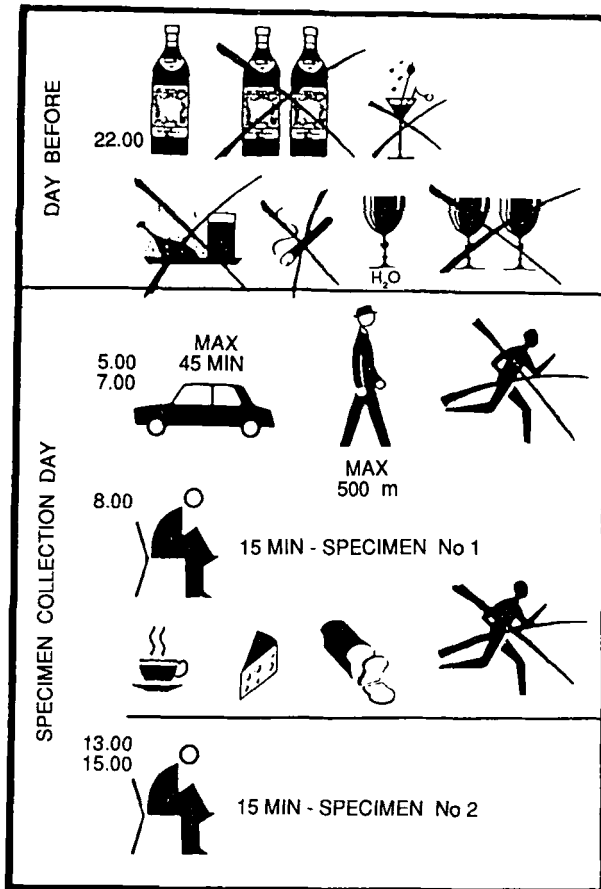 DAY BEFORE
22.00
H₂O
SPECIMEN COLLECTION DAY
5.00
7.00
MAX
45 MIN
MAX
500 m
8.00
15 MIN - SPECIMEN No 1
13.00
15.00
15 MIN - SPECIMEN No 2